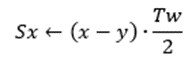 Sx ← (x − y) · Tw/2